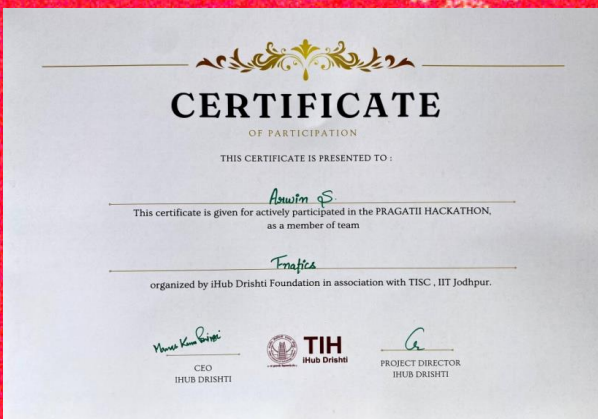 CERTIFICATE
OF PARTICIPATION
THIS CERTIFICATE IS PRESENTED TO :
Arwin S.
This certificate is given for actively participated in the PRAGATII HACKATHON,
as a member of team
Fnatics
organized by iHub Drishti Foundation in association with TISC , IIT Jodhpur.
CEO
IHUB DRISHTI
TIH
iHub Drishti
PROJECT DIRECTOR
IHUB DRISHTI